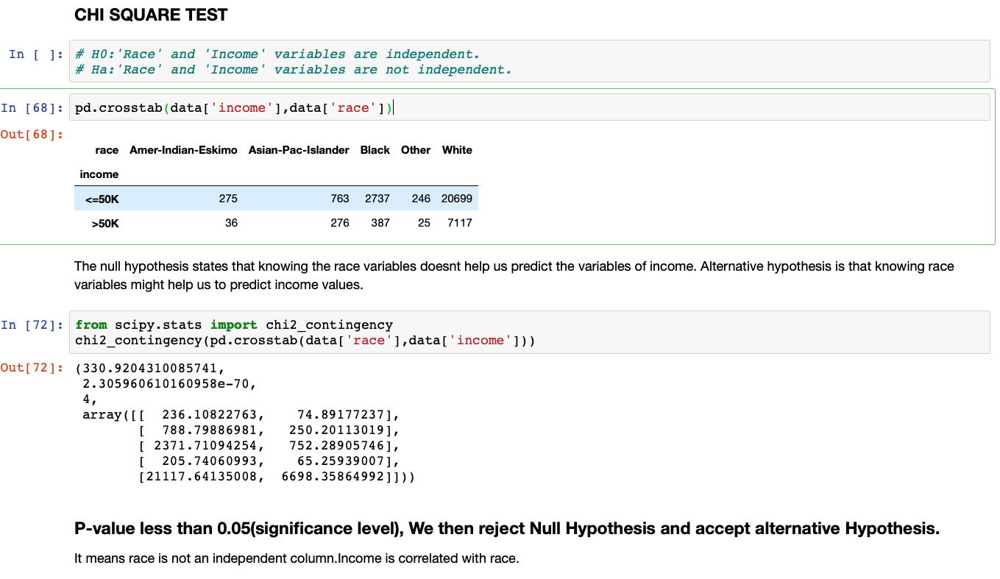 CHI SQUARE TEST
In [ ]: # H0:'Race' and 'Income' variables are independent.
# Ha:'Race' and 'Income' variables are not independent.
In [68]: pd.crosstab(data['income'],data['race'])
Out[68]:
race Amer-Indian-Eskimo Asian-Pac-Islander Black Other White
income
<=50K 275 763 2737 246 20699
>50K 36 276 387 25 7117
The null hypothesis states that knowing the race variables doesnt help us predict the variables of income. Alternative hypothesis is that knowing race
variables might help us to predict income values.
In [72]: from scipy.stats import chi2_contingency
chi2_contingency(pd.crosstab(data['race'],data['income']))
Out[72]: (330.9204310085741,
2.305960610160958e-70,
4,
array([[ 236.10822763, 74.89177237],
[ 788.79886981, 250.20113019],
[ 2371.71094254, 752.28905746],
[ 205.74060993, 65.25939007],
[21117.64135008, 6698.35864992]]))
P-value less than 0.05(significance level), We then reject Null Hypothesis and accept alternative Hypothesis.
It means race is not an independent column.Income is correlated with race.